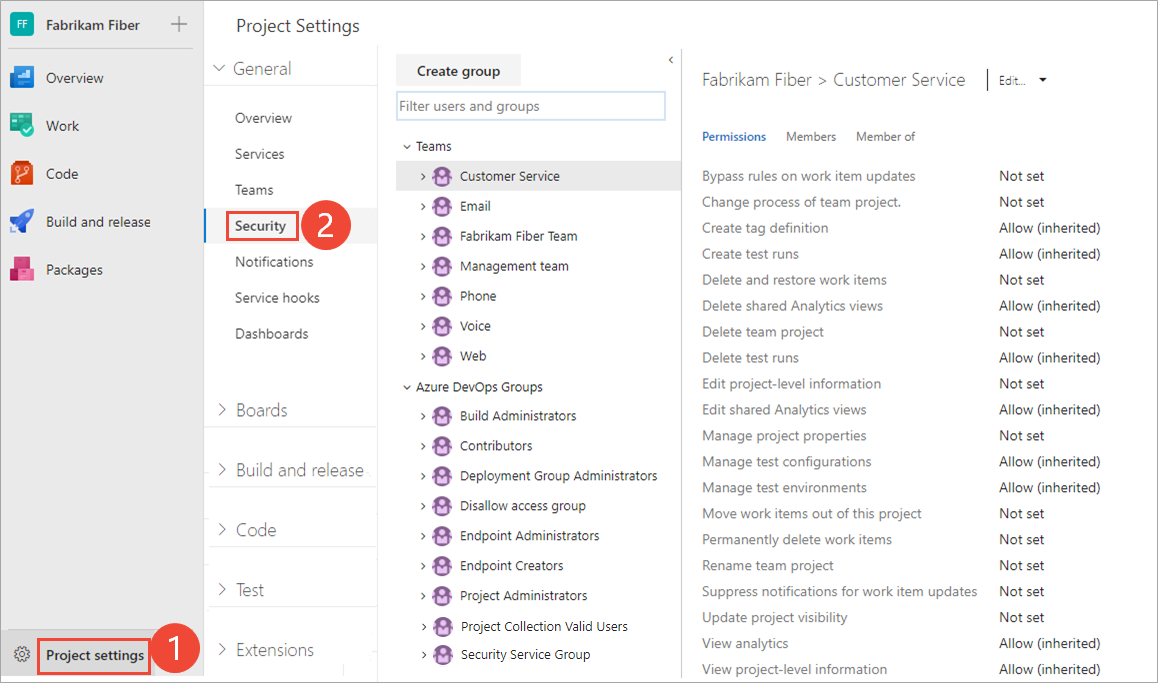 FF Fabrikam Fiber
Overview
Work
Code
Build and release
Packages
Project settings
1
Project Settings
General
Overview
Services
Teams
Security
2
Notifications
Service hooks
Dashboards
Boards
Build and release
Code
Test
Extensions
Create group
Filter users and groups
Teams
Customer Service
Email
Fabrikam Fiber Team
Management team
Phone
Voice
Web
Azure DevOps Groups
Build Administrators
Contributors
Deployment Group Administrators
Disallow access group
Endpoint Administrators
Endpoint Creators
Project Administrators
Project Collection Valid Users
Security Service Group
Fabrikam Fiber > Customer Service Edit...
Permissions Members Member of
Bypass rules on work item updates Not set
Change process of team project. Not set
Create tag definition Allow (inherited)
Create test runs Allow (inherited)
Delete and restore work items Not set
Delete shared Analytics views Allow (inherited)
Delete team project Not set
Delete test runs Allow (inherited)
Edit project-level information Not set
Edit shared Analytics views Allow (inherited)
Manage project properties Not set
Manage test configurations Allow (inherited)
Manage test environments Allow (inherited)
Move work items out of this project Not set
Permanently delete work items Not set
Rename team project Not set
Suppress notifications for work item updates Not set
Update project visibility Not set
View analytics Allow (inherited)
View project-level information Allow (inherited)